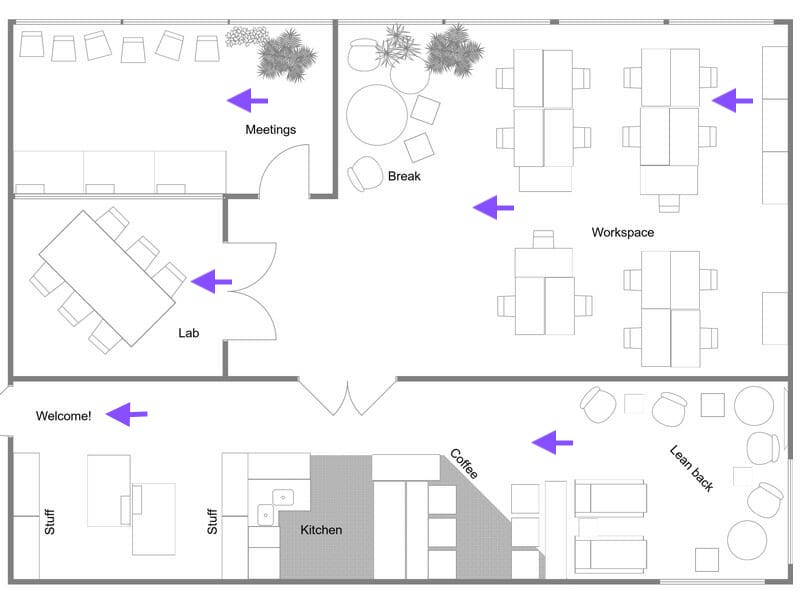 Meetings
Break
Workspace
Lab
Welcome!
Coffee
Lean back
Stuff
Stuff
Kitchen